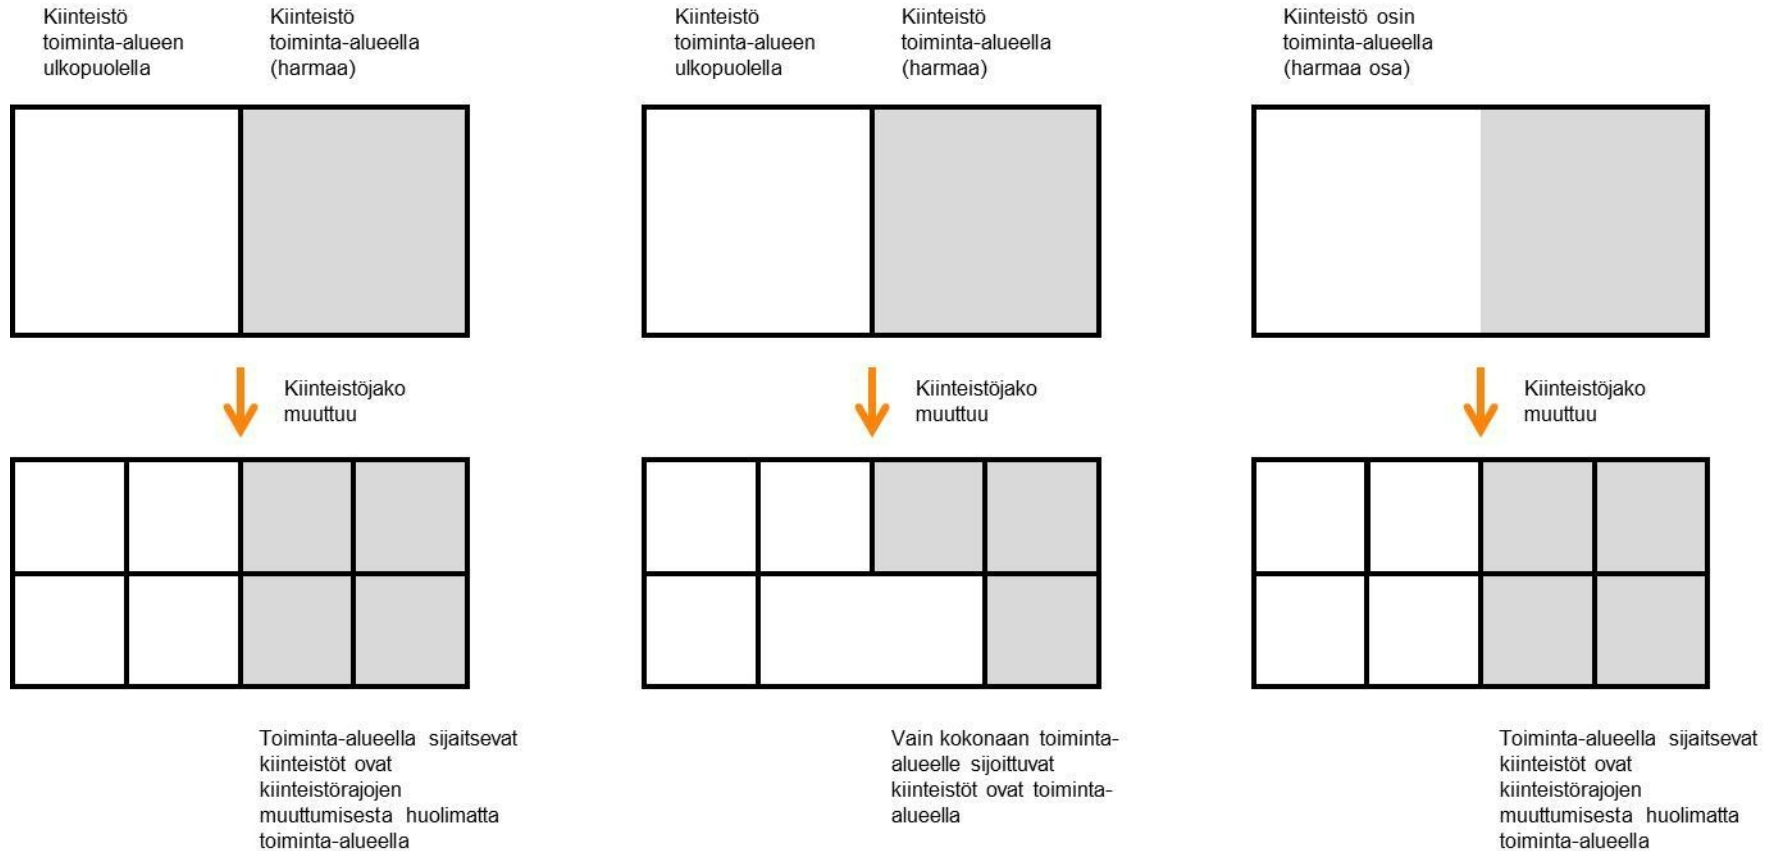 Kiinteistö
toiminta-alueen
ulkopuolella
Kiinteistö
toiminta-alueella
(harmaa)
Kiinteistö
toiminta-alueen
ulkopuolella
Kiinteistö
toiminta-alueella
(harmaa)
Kiinteistö osin
toiminta-alueella
(harmaa osa)
Kiinteistöjako
muuttuu
Kiinteistöjako
muuttuu
Kiinteistöjako
muuttuu
Toiminta-alueella sijaitsevat
kiinteistöt ovat
kiinteistörajojen
muuttumisesta huolimatta
toiminta-alueella
Vain kokonaan toiminta-
alueelle sijoittuvat
kiinteistöt ovat toiminta-
alueella
Toiminta-alueella sijaitsevat
kiinteistöt ovat
kiinteistörajojen
muuttumisesta huolimatta
toiminta-alueella